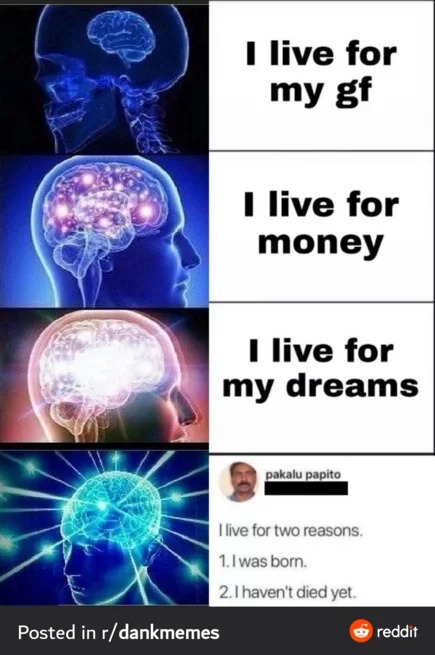 I live for
my gf
I live for
money
I live for
my dreams
pakalu papito
I live for two reasons.
1. I was born.
2. I haven't died yet.
Posted in r/dankmemes
reddit